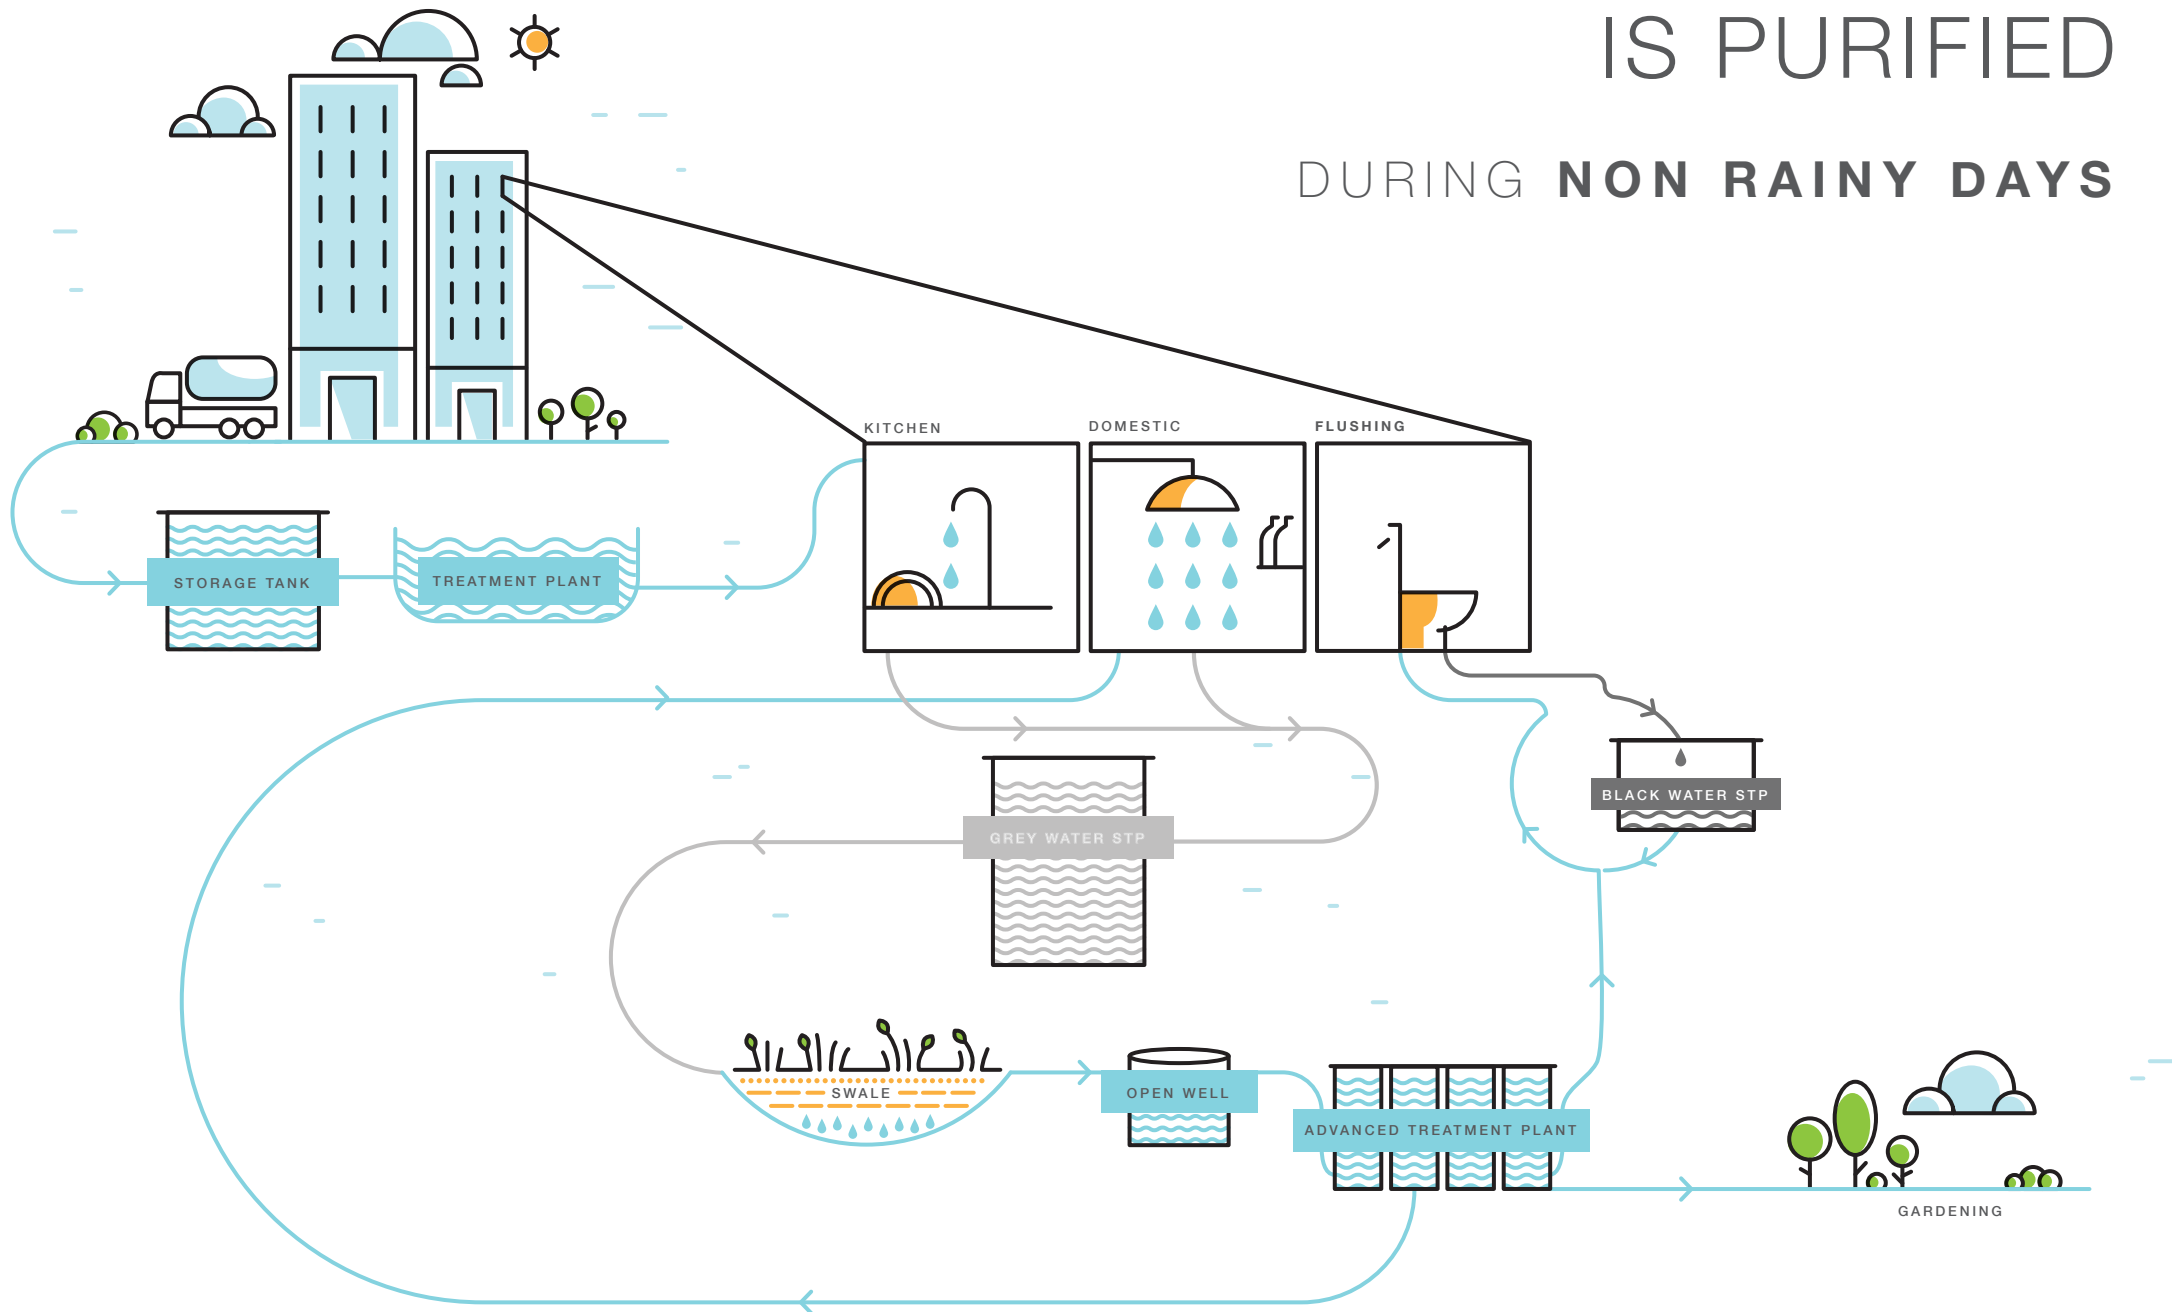 IS PURIFIED
DURING NON RAINY DAYS
KITCHEN
DOMESTIC
FLUSHING
STORAGE TANK
TREATMENT PLANT
BLACK WATER STP
GREY WATER STP
SWALE
OPEN WELL
ADVANCED TREATMENT PLANT
GARDENING